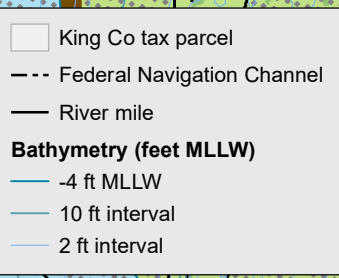 King Co tax parcel
Federal Navigation Channel
River mile
Bathymetry (feet MLLW)
-4 ft MLLW
10 ft interval
2 ft interval